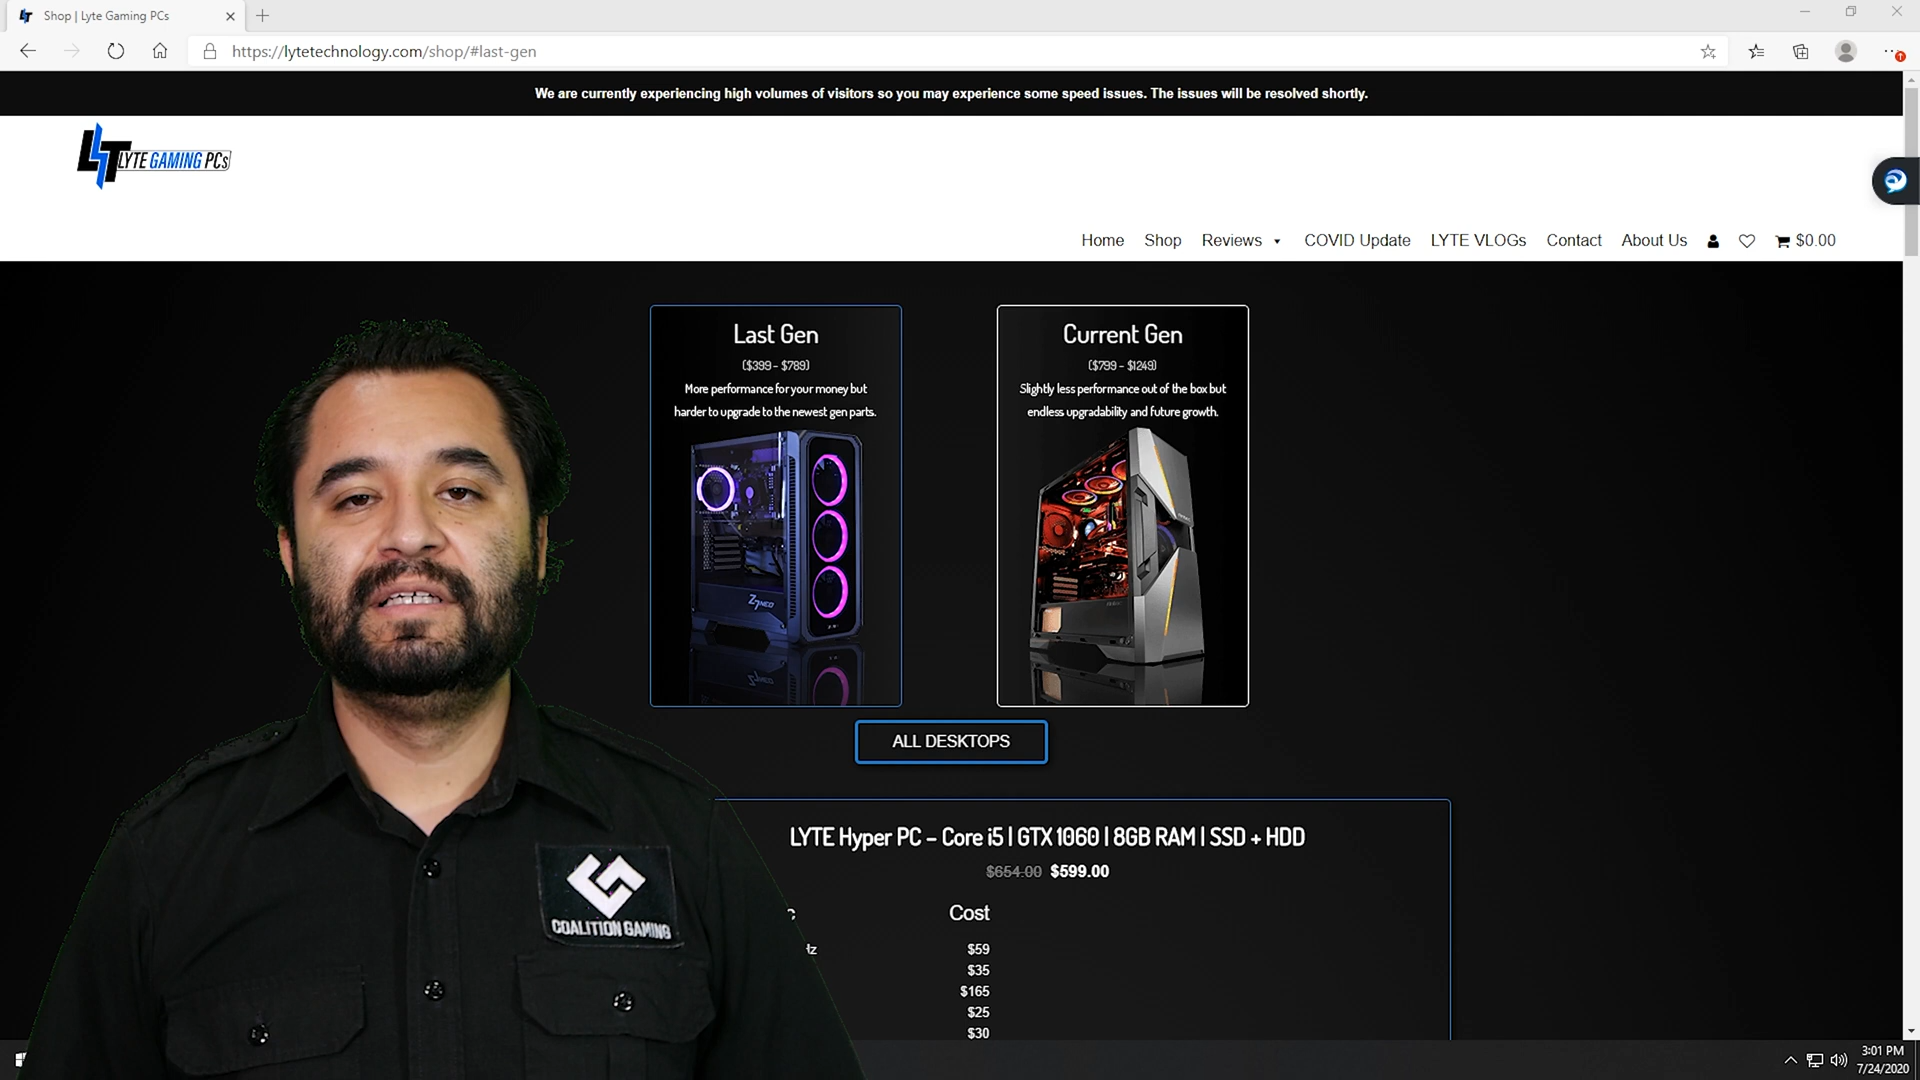 Shop | Lyte Gaming PCs
https://lytetechnology.com/shop/#last-gen
We are currently experiencing high volumes of visitors so you may experience some speed issues. The issues will be resolved shortly.
LT LYTE GAMING PCs
Home Shop Reviews COVID Update LYTE VLOGs Contact About Us $0.00
Last Gen
($399 - $789)
More performance for your money but
harder to upgrade to the newest gen parts.
Z7 NEO
Current Gen
($799 - $1249)
Slightly less performance out of the box but
endless upgradability and future growth.
ALL DESKTOPS
LYTE Hyper PC – Core i5 | GTX 1060 | 8GB RAM | SSD + HDD
$654.00 $599.00
Cost
$59
$35
$165
$25
$30
COALITION GAMING
3:01 PM
7/24/2020